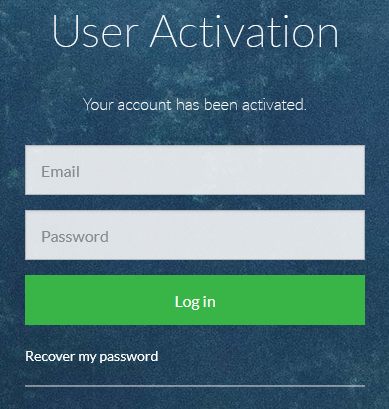 User Activation
Your account has been activated.
Email
Password
Log in
Recover my password